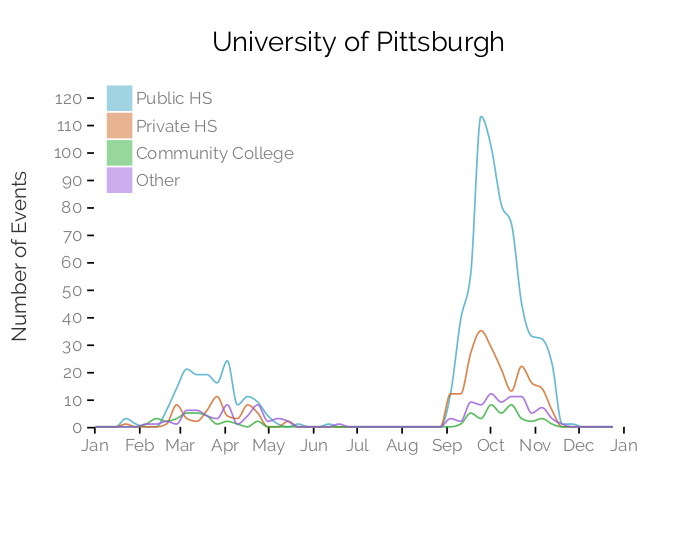 University of Pittsburgh
Number of Events
120
110
100
90
80
70
60
50
40
30
20
10
0
Public HS
Private HS
Community College
Other
Jan Feb Mar Apr May Jun Jul Aug Sep Oct Nov Dec Jan